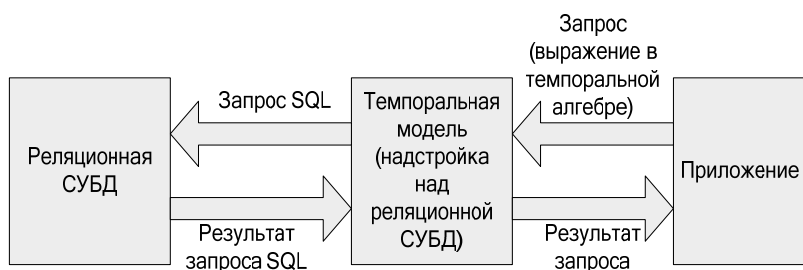 Реляционная
СУБД
Запрос SQL
Результат
запроса SQL
Темпоральная
модель
(надстройка
над
реляционной
СУБД)
Запрос
(выражение в
темпоральной
алгебре)
Результат
запроса
Приложение